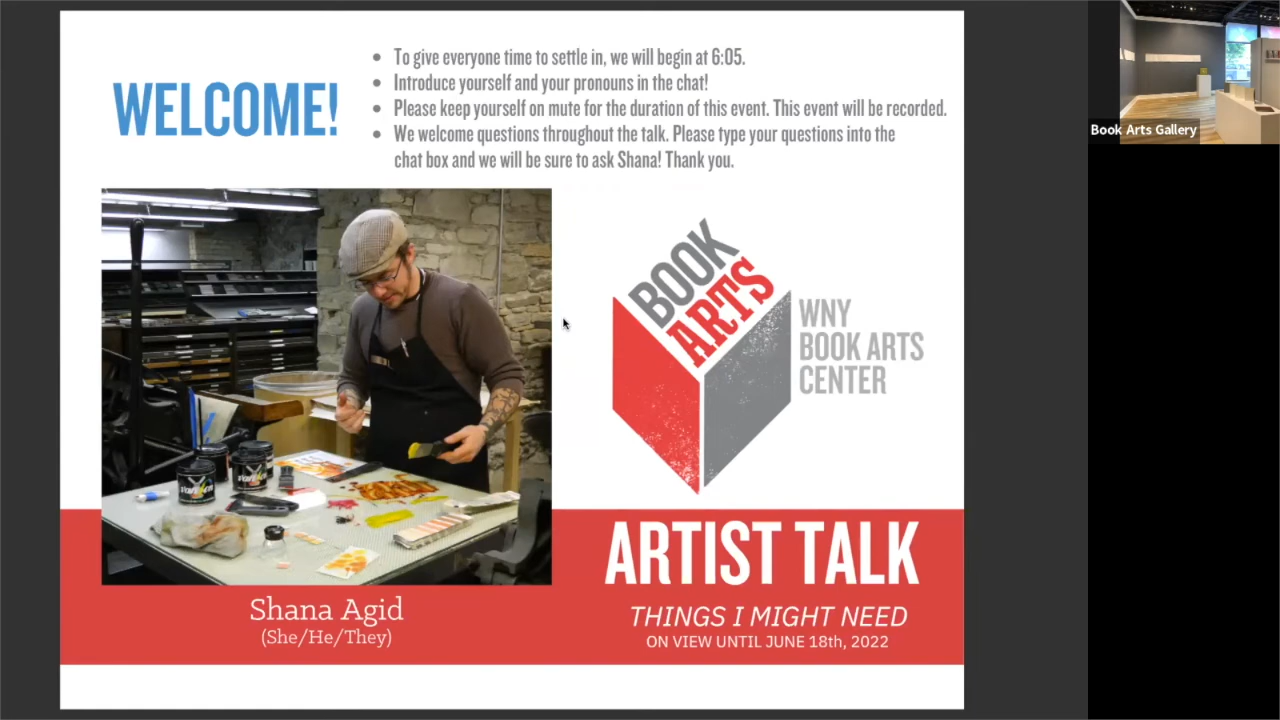 WELCOME!
To give everyone time to settle in, we will begin at 6:05.
Introduce yourself and your pronouns in the chat!
Please keep yourself on mute for the duration of this event. This event will be recorded.
We welcome questions throughout the talk. Please type your questions into the
chat box and we will be sure to ask Shana! Thank you.
Book Arts Gallery
BOOK
ARTS
WNY
BOOK ARTS
CENTER
ARTIST TALK
Shana Agid
(She/He/They)
THINGS I MIGHT NEED
ON VIEW UNTIL JUNE 18th, 2022